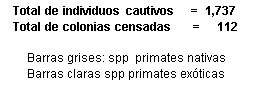 Total de individuos cautivos = 1,737
Total de colonias censadas = 112
Barras grises: spp primates nativas
Barras claras spp primates exóticas